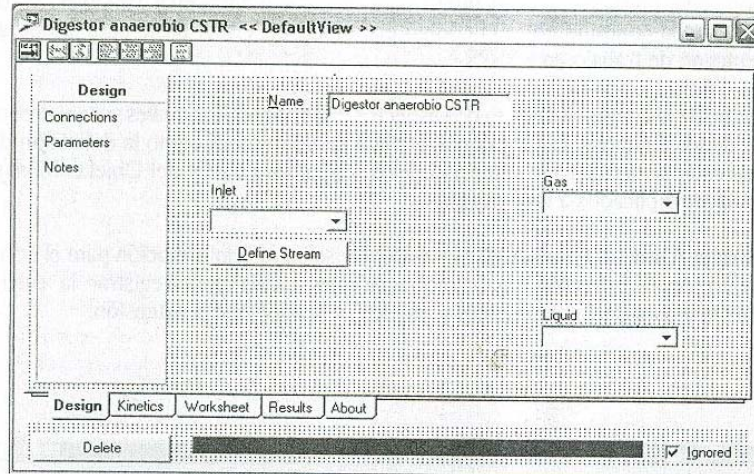 Digestor anaerobio CSTR << DefaultView >>
Design
Connections
Parameters
Notes
Name
Digestor anaerobio CSTR
Inlet
Define Stream
Gas
Liquid
Design Kinetics Worksheet Results About
Delete
Ignored